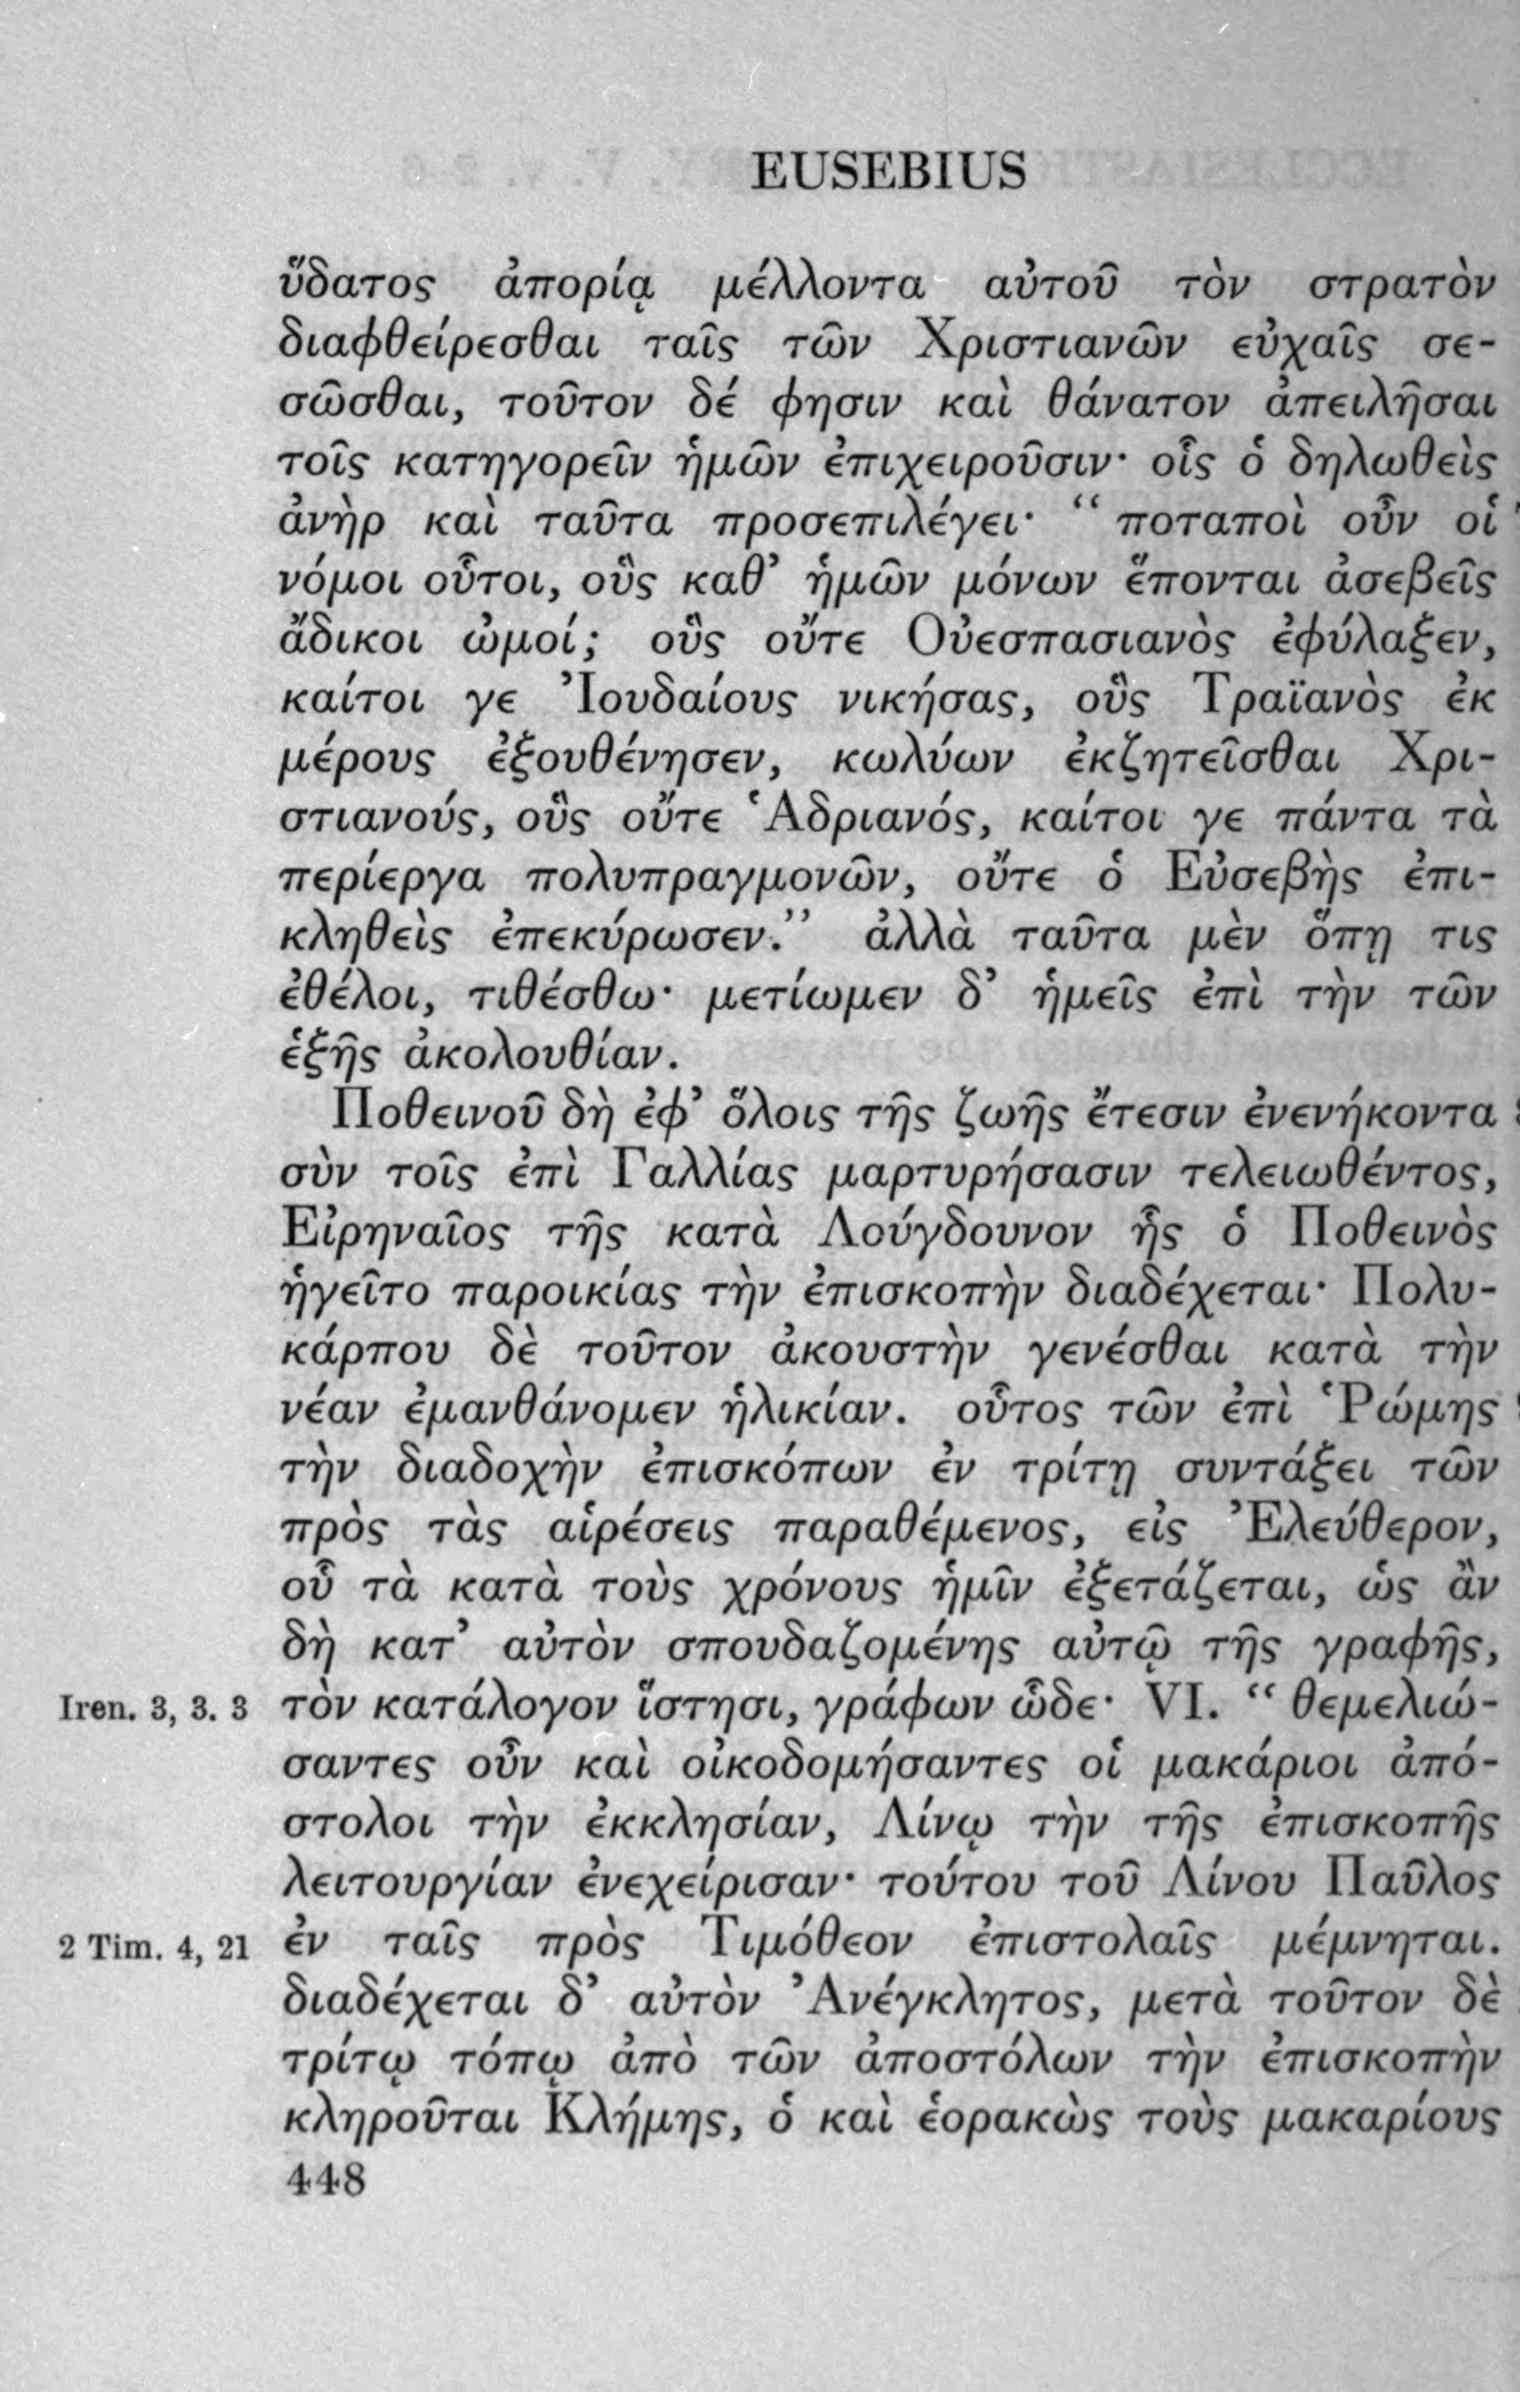 EUSEBIUS
ὕδατος ἀπορίᾳ μέλλοντα αὐτοῦ τὸν στρατὸν
διαφθείρεσθαι ταῖς τῶν Χριστιανῶν εὐχαῖς σε-
σῶσθαι, τοῦτον δέ φησιν καὶ θάνατον ἀπειλῆσαι
τοῖς κατηγορεῖν ἡμῶν ἐπιχειροῦσιν· οἷς ὁ δηλωθεὶς
ἀνὴρ καὶ ταῦτα προσεπιλέγει· “ ποταποὶ οὖν οἱ
νόμοι οὗτοι, οὓς καθ’ ἡμῶν μόνων ἕπονται ἀσεβεῖς
ἄδικοι ὠμοί; οὓς οὔτε Οὐεσπασιανὸς ἐφύλαξεν,
καίτοι γε Ἰουδαίους νικήσας, οὓς Τραϊανὸς ἐκ
μέρους ἐξουθένησεν, κωλύων ἐκζητεῖσθαι Χρι-
στιανούς, οὓς οὔτε Ἁδριανός, καίτοι γε πάντα τὰ
περίεργα πολυπραγμονῶν, οὔτε ὁ Εὐσεβὴς ἐπι-
κληθεὶς ἐπεκύρωσεν.” ἀλλὰ ταῦτα μὲν ὅπῃ τις
ἐθέλοι, τιθέσθω· μετίωμεν δ’ ἡμεῖς ἐπὶ τὴν τῶν
ἑξῆς ἀκολουθίαν.
Ποθεινοῦ δὴ ἐφ’ ὅλοις τῆς ζωῆς ἔτεσιν ἐνενήκοντα
σὺν τοῖς ἐπὶ Γαλλίας μαρτυρήσασιν τελειωθέντος,
Εἰρηναῖος τῆς κατὰ Λούγδουνον ἧς ὁ Ποθεινὸς
ἡγεῖτο παροικίας τὴν ἐπισκοπὴν διαδέχεται· Πολυ-
κάρπου δὲ τοῦτον ἀκουστὴν γενέσθαι κατὰ τὴν
νέαν ἐμανθάνομεν ἡλικίαν. οὗτος τῶν ἐπὶ Ῥώμης
τὴν διαδοχὴν ἐπισκόπων ἐν τρίτῃ συντάξει τῶν
πρὸς τὰς αἱρέσεις παραθέμενος, εἰς Ἐλεύθερον,
οὗ τὰ κατὰ τοὺς χρόνους ἡμῖν ἐξετάζεται, ὡς ἂν
δὴ κατ’ αὐτὸν σπουδαζομένης αὐτῷ τῆς γραφῆς,
Iren. 3, 3. 3 τὸν κατάλογον ἵστησι, γράφων ὧδε· VI. “ θεμελιώ-
σαντες οὖν καὶ οἰκοδομήσαντες οἱ μακάριοι ἀπό-
στολοι τὴν ἐκκλησίαν, Λίνῳ τὴν τῆς ἐπισκοπῆς
λειτουργίαν ἐνεχείρισαν· τούτου τοῦ Λίνου Παῦλος
2 Tim. 4, 21 ἐν ταῖς πρὸς Τιμόθεον ἐπιστολαῖς μέμνηται.
διαδέχεται δ’ αὐτὸν Ἀνέγκλητος, μετὰ τοῦτον δὲ
τρίτῳ τόπῳ ἀπὸ τῶν ἀποστόλων τὴν ἐπισκοπὴν
κληροῦται Κλήμης, ὁ καὶ ἑορακὼς τοὺς μακαρίους
448